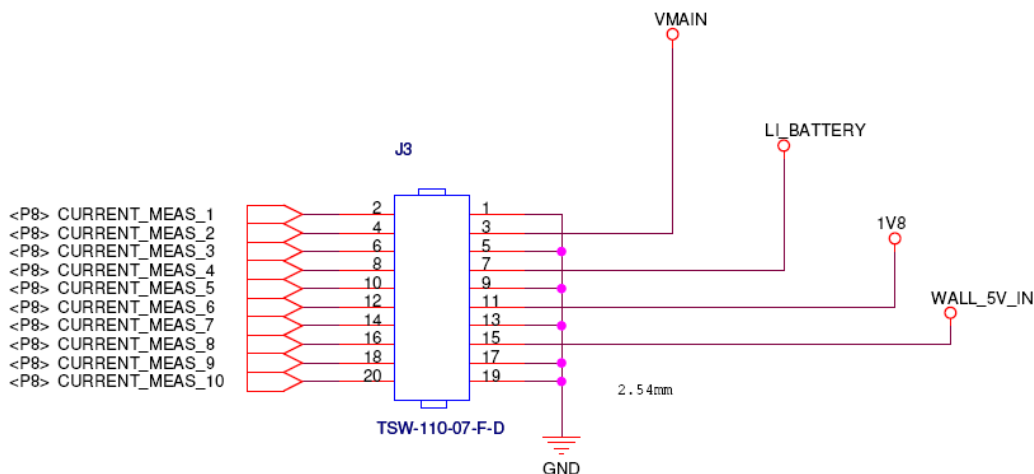 VMAIN
LI_BATTERY
J3
1V8
WALL_5V_IN
<P8> CURRENT_MEAS_1 2 1
<P8> CURRENT_MEAS_2 4 3
<P8> CURRENT_MEAS_3 6 5
<P8> CURRENT_MEAS_4 8 7
<P8> CURRENT_MEAS_5 10 9
<P8> CURRENT_MEAS_6 12 11
<P8> CURRENT_MEAS_7 14 13
<P8> CURRENT_MEAS_8 16 15
<P8> CURRENT_MEAS_9 18 17
<P8> CURRENT_MEAS_10 20 19
2.54mm
TSW-110-07-F-D
GND